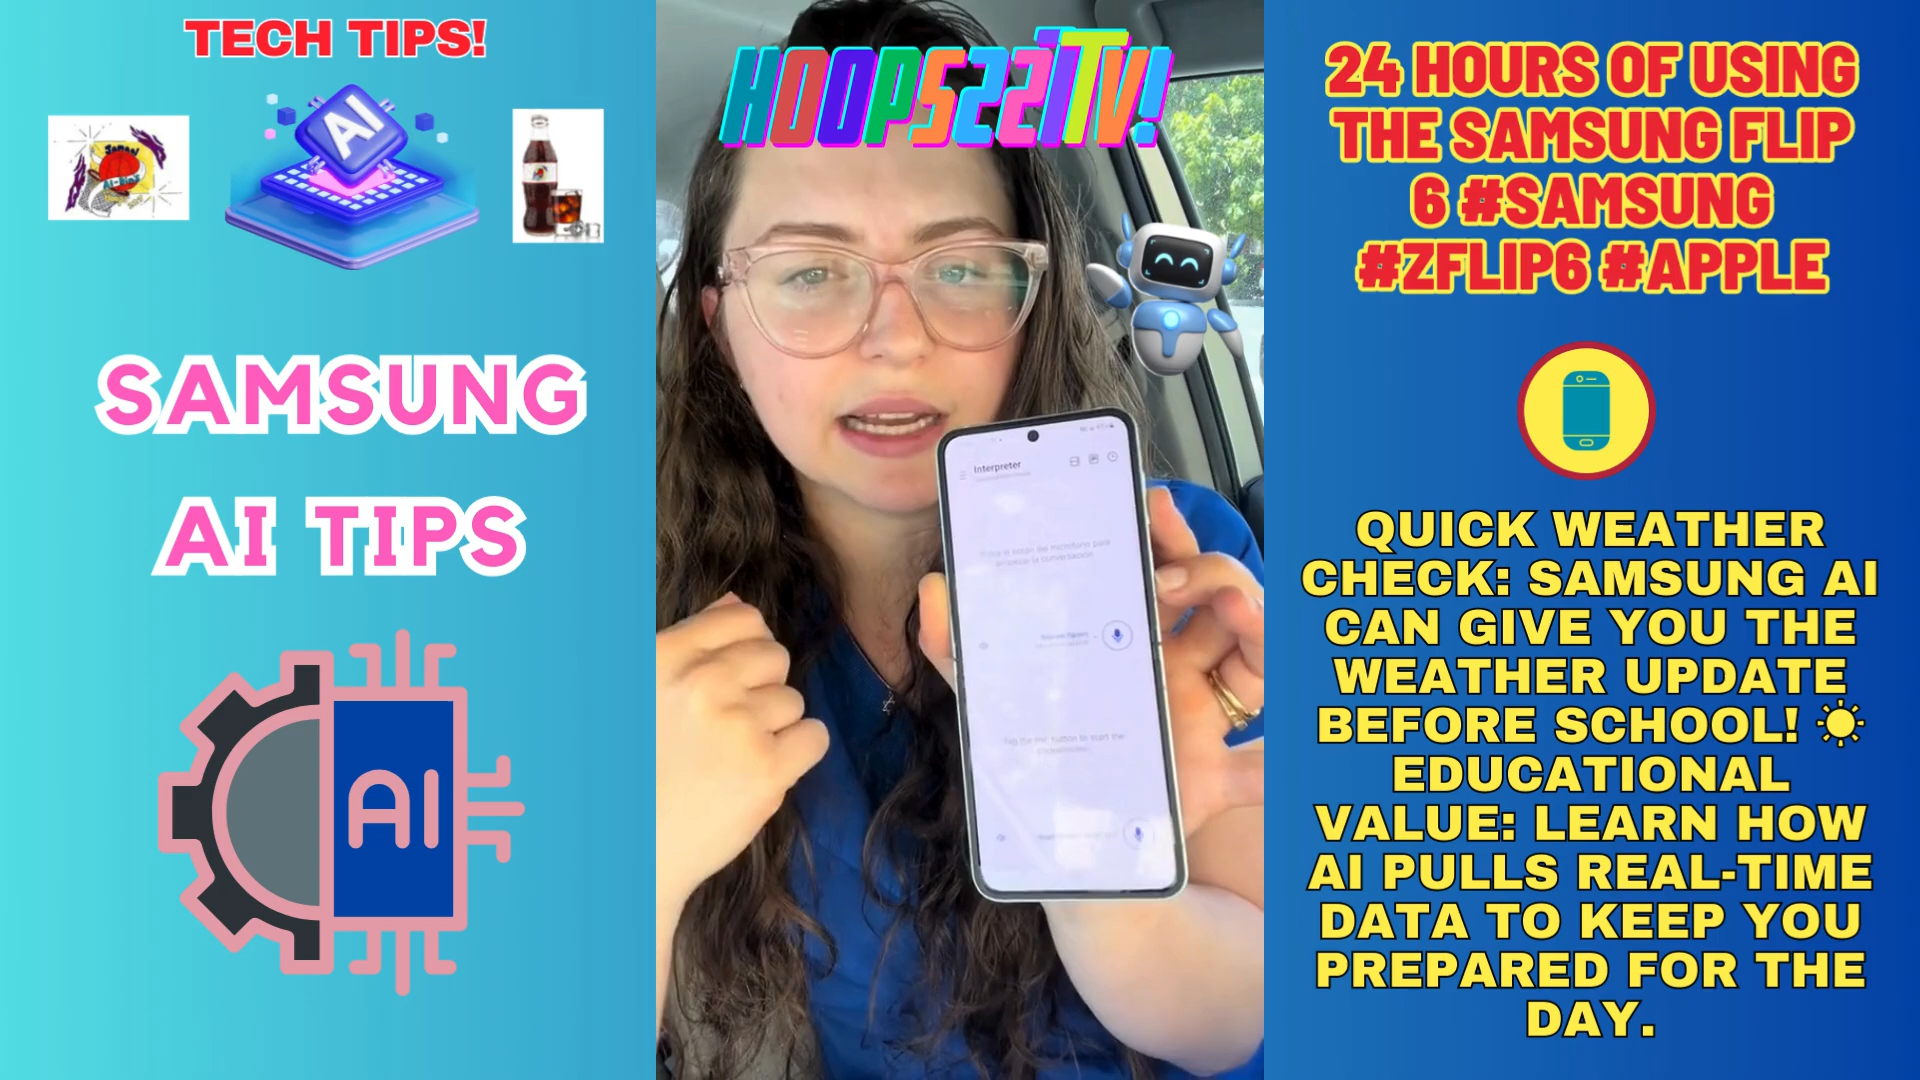 TECH TIPS!
AI
SAMSUNG
AI TIPS
AI
HOOPS22TV!
Interpreter
24 HOURS OF USING
THE SAMSUNG FLIP
6 #SAMSUNG
#ZFLIP6 #APPLE
QUICK WEATHER
CHECK: SAMSUNG AI
CAN GIVE YOU THE
WEATHER UPDATE
BEFORE SCHOOL! ☀
EDUCATIONAL
VALUE: LEARN HOW
AI PULLS REAL-TIME
DATA TO KEEP YOU
PREPARED FOR THE
DAY.